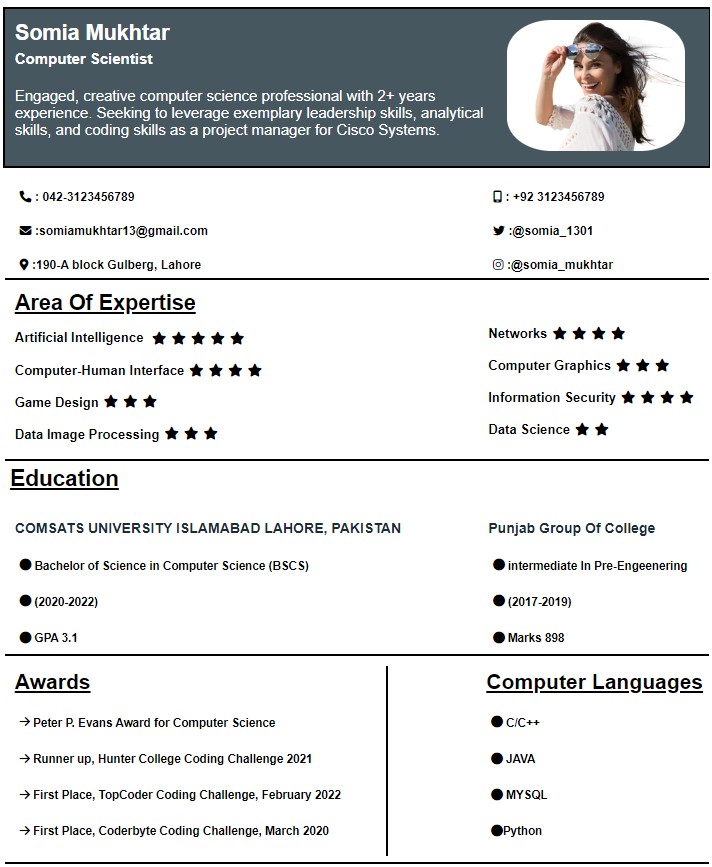 Somia Mukhtar
Computer Scientist
Engaged, creative computer science professional with 2+ years
experience. Seeking to leverage exemplary leadership skills, analytical
skills, and coding skills as a project manager for Cisco Systems.
: 042-3123456789
: +92 3123456789
:somiamukhtar13@gmail.com
:@somia_1301
:190-A block Gulberg, Lahore
:@somia_mukhtar
Area Of Expertise
Artificial Intelligence
Computer-Human Interface
Game Design
Data Image Processing
Networks
Computer Graphics
Information Security
Data Science
Education
COMSATS UNIVERSITY ISLAMABAD LAHORE, PAKISTAN
Bachelor of Science in Computer Science (BSCS)
(2020-2022)
GPA 3.1
Punjab Group Of College
intermediate In Pre-Engeenering
(2017-2019)
Marks 898
Awards
Peter P. Evans Award for Computer Science
Runner up, Hunter College Coding Challenge 2021
First Place, TopCoder Coding Challenge, February 2022
First Place, Coderbyte Coding Challenge, March 2020
Computer Languages
C/C++
JAVA
MYSQL
Python